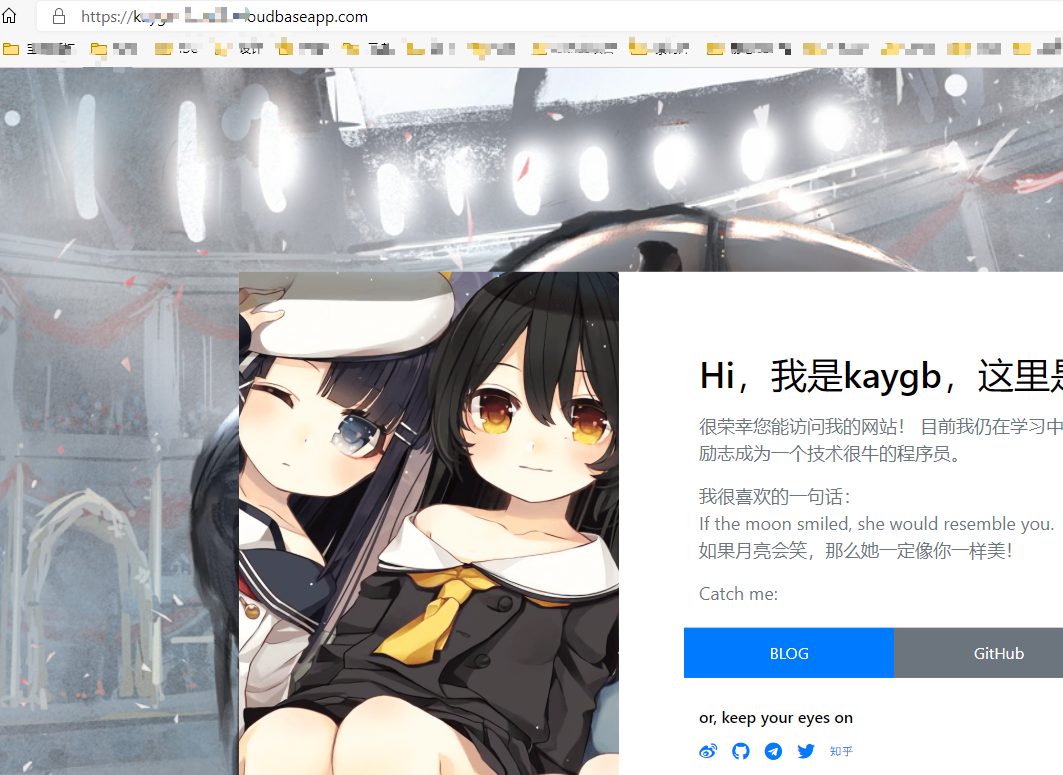 https://k loudbaseapp.com
Hi，我是kaygb，这里是
很荣幸您能访问我的网站！ 目前我仍在学习中
励志成为一个技术很牛的程序员。
我很喜欢的一句话：
If the moon smiled, she would resemble you.
如果月亮会笑，那么她一定像你一样美！
Catch me:
BLOG
GitHub
or, keep your eyes on
知乎